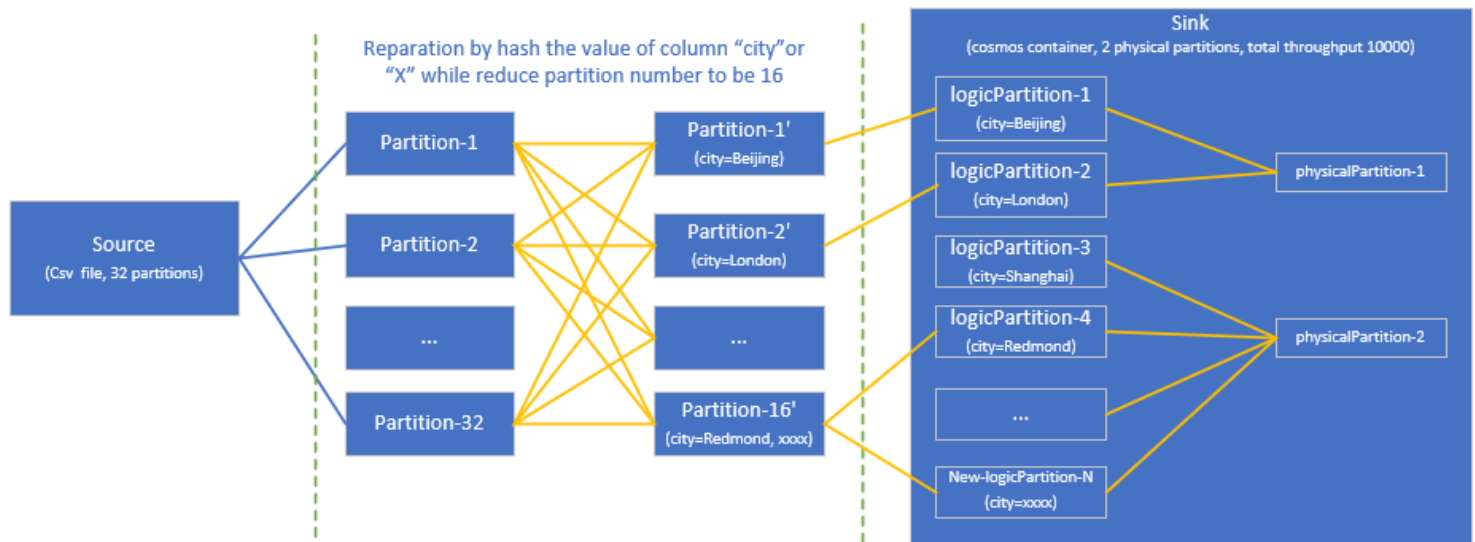 Sink
(cosmos container, 2 physical partitions, total throughput 10000)
Reparation by hash the value of column “city”or
“X” while reduce partition number to be 16
Source
(Csv file, 32 partitions)
Partition-1
Partition-2
...
Partition-32
Partition-1'
(city=Beijing)
Partition-2'
(city=London)
...
Partition-16'
(city=Redmond, xxxx)
logicPartition-1
(city=Beijing)
logicPartition-2
(city=London)
logicPartition-3
(city=Shanghai)
logicPartition-4
(city=Redmond)
...
New-logicPartition-N
(city=xxxx)
physicalPartition-1
physicalPartition-2